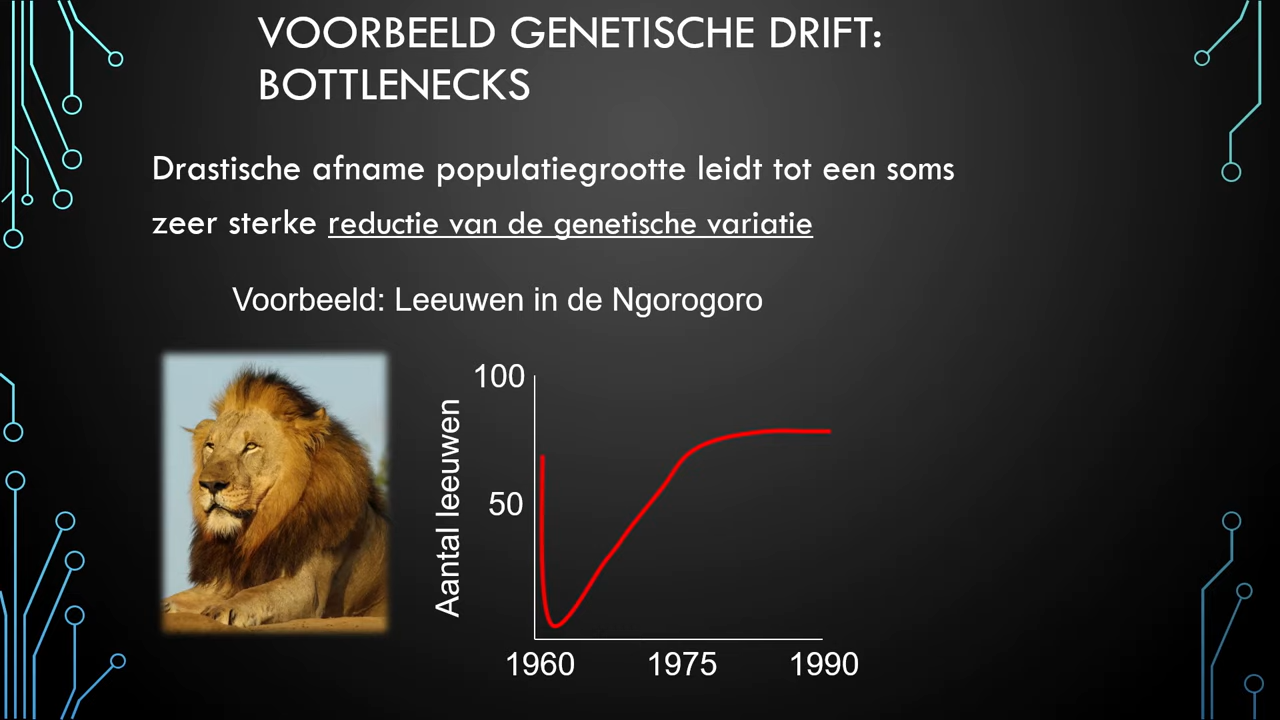 VOORBEELD GENETISCHE DRIFT:
BOTTLENECKS
Drastische afname populatiegrootte leidt tot een soms
zeer sterke reductie van de genetische variatie
Voorbeeld: Leeuwen in de Ngorogoro
100
50
Aantal leeuwen
1960 1975 1990